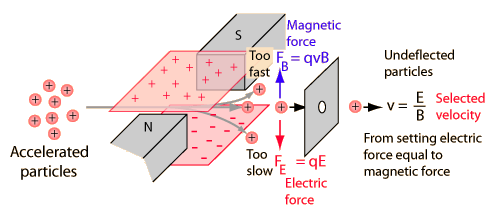 S
Magnetic
force
F_B = qvB
Too
fast
Undeflected
particles
v = E/B
Selected
velocity
N
Accelerated
particles
Too
slow
F_E = qE
Electric
force
From setting electric
force equal to
magnetic force